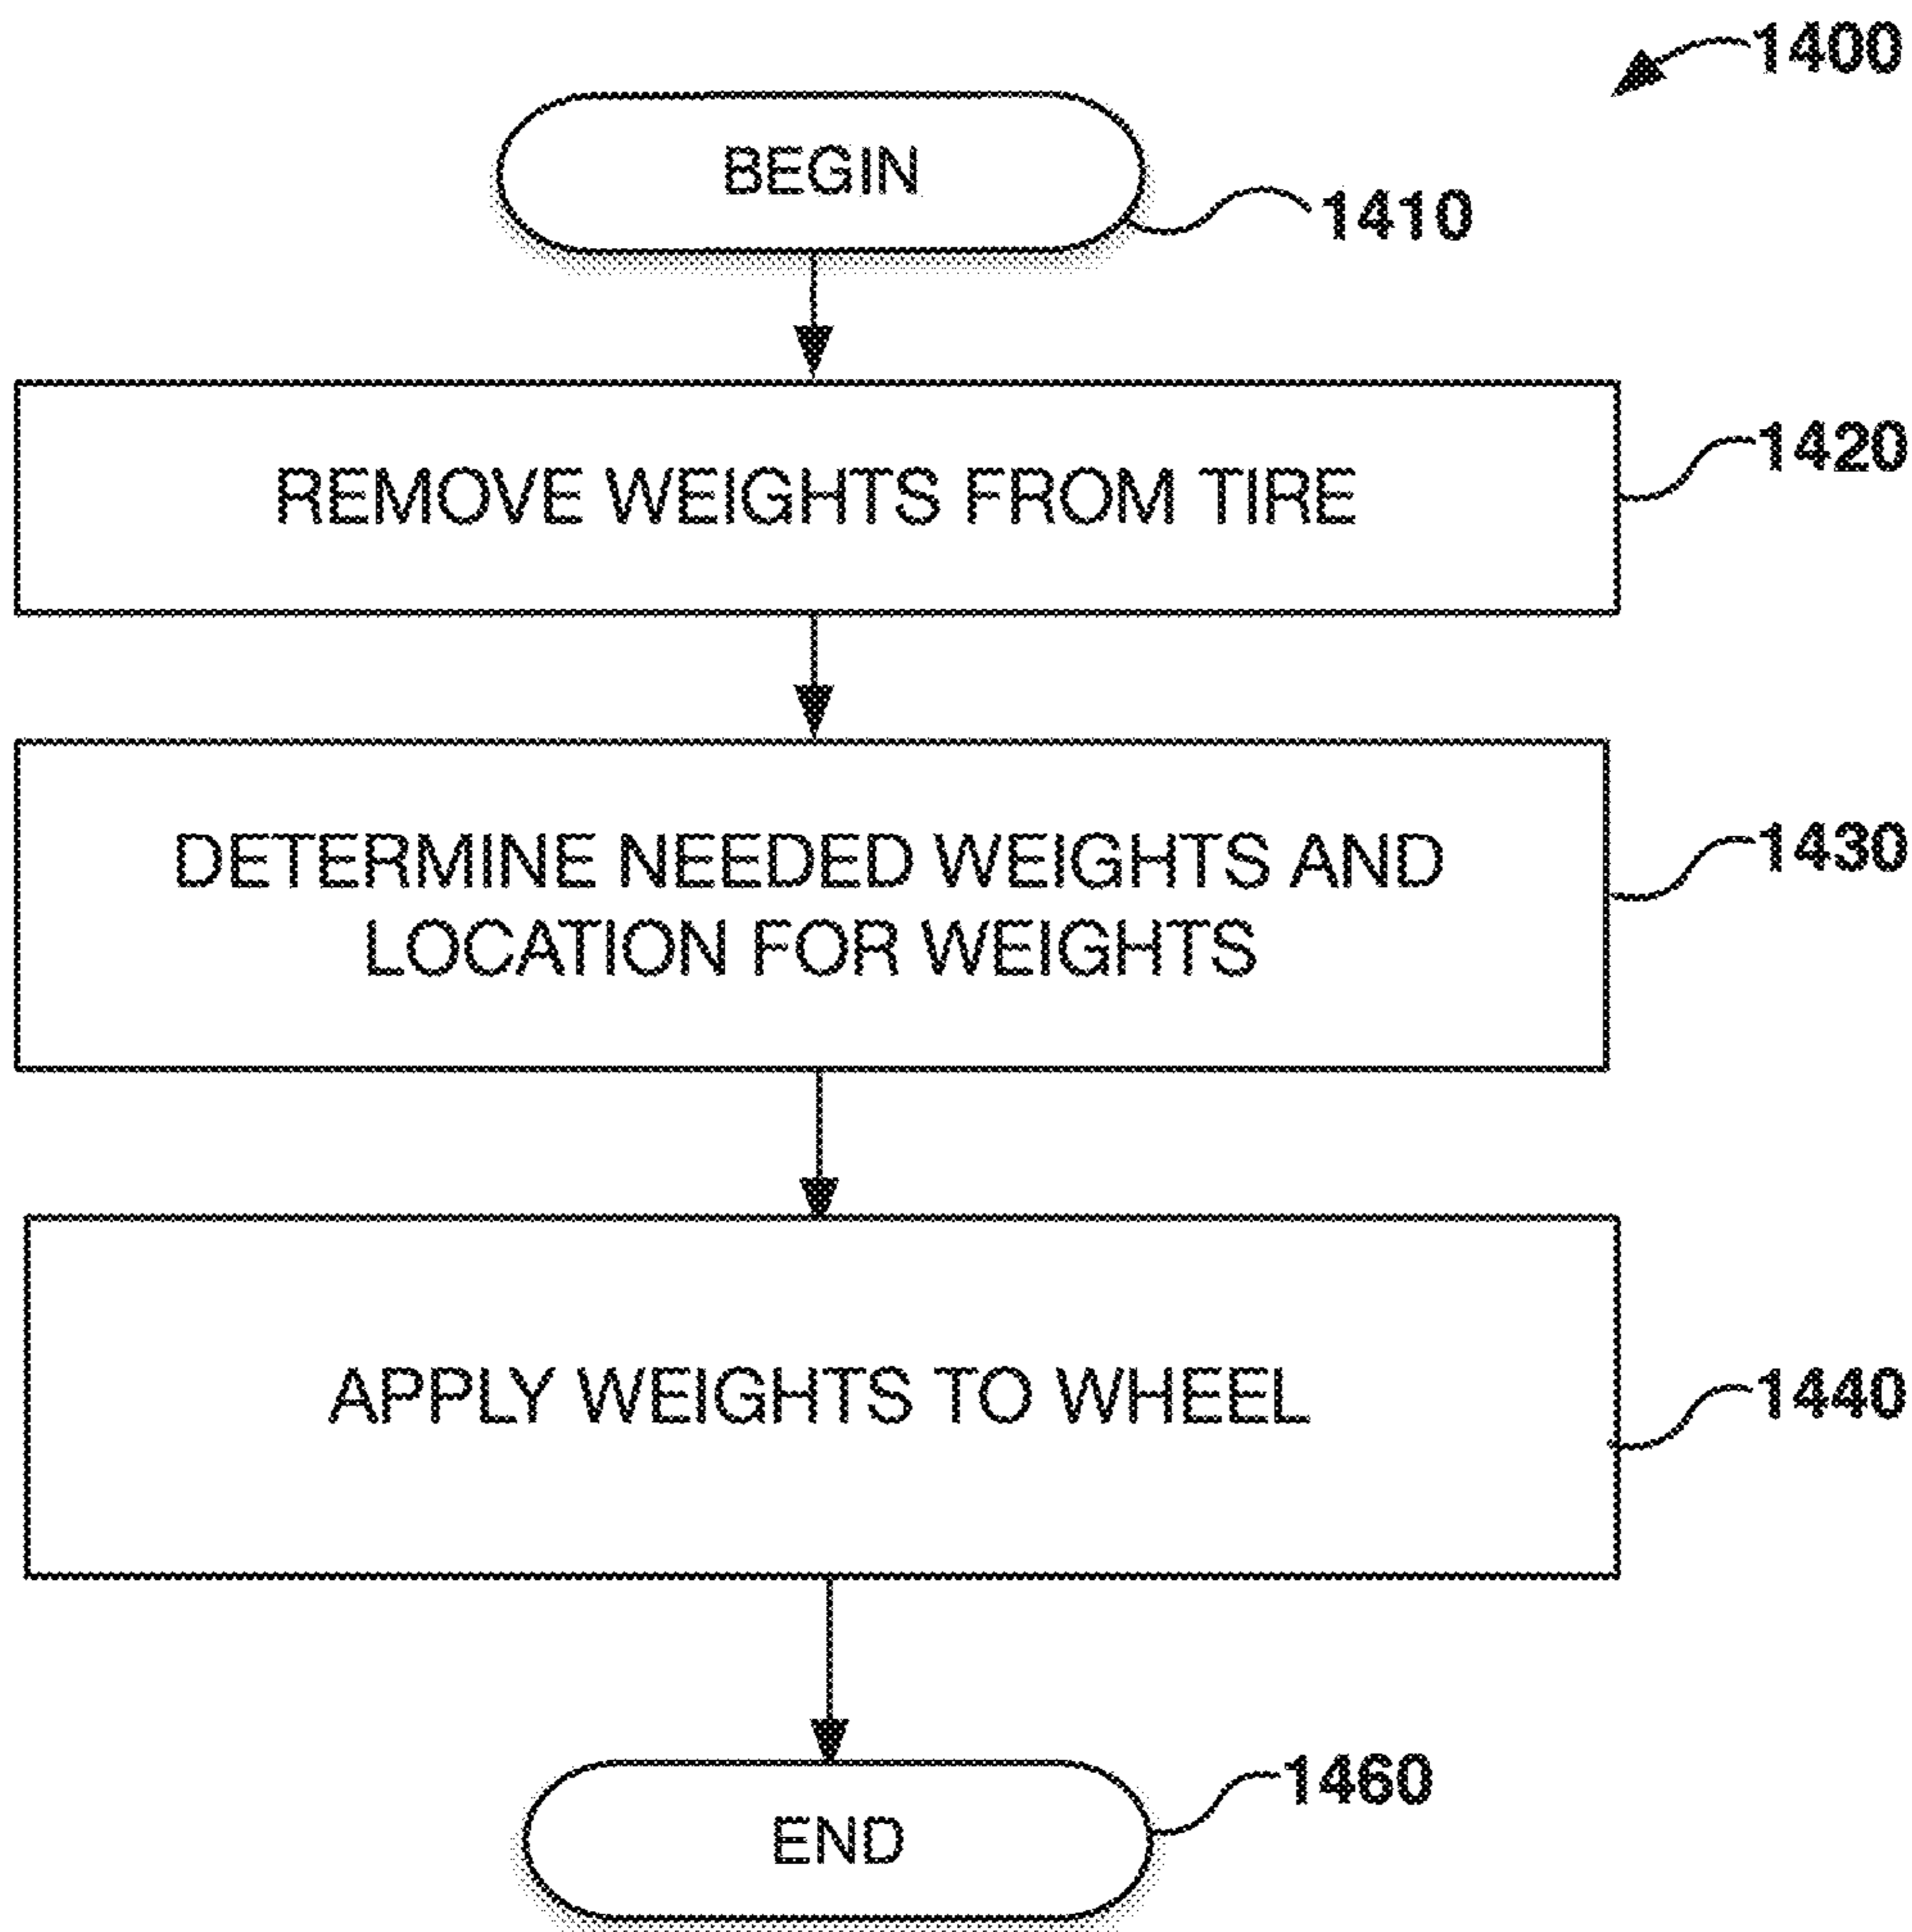 1400
BEGIN
1410
REMOVE WEIGHTS FROM TIRE
1420
DETERMINE NEEDED WEIGHTS AND
LOCATION FOR WEIGHTS
1430
APPLY WEIGHTS TO WHEEL
1440
END
1460